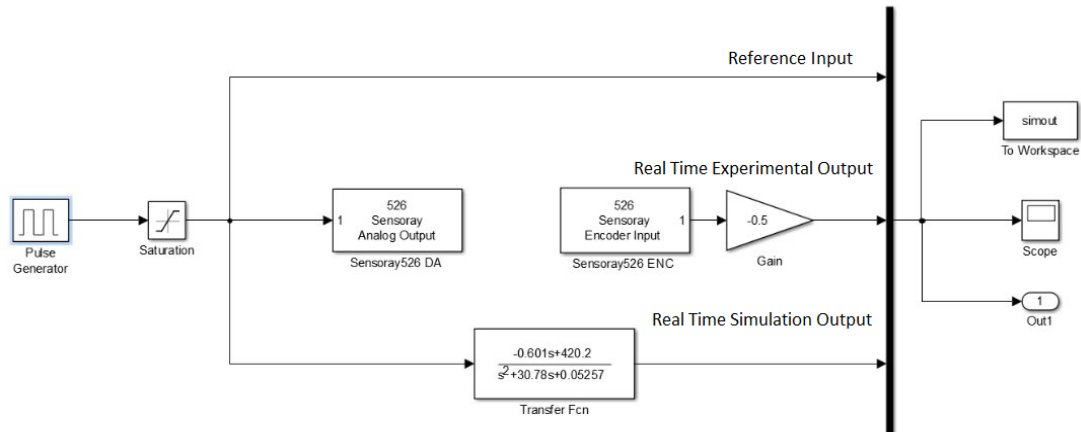 Reference Input
simout
To Workspace
Real Time Experimental Output
526
Sensoray
Analog Output
1
Sensoray526 DA
526
Sensoray
Encoder Input
1
Sensoray526 ENC
-0.5
Gain
Pulse
Generator
Saturation
Scope
Real Time Simulation Output
1
Out1
-0.601s+420.2
s²+30.78s+0.05257
Transfer Fcn